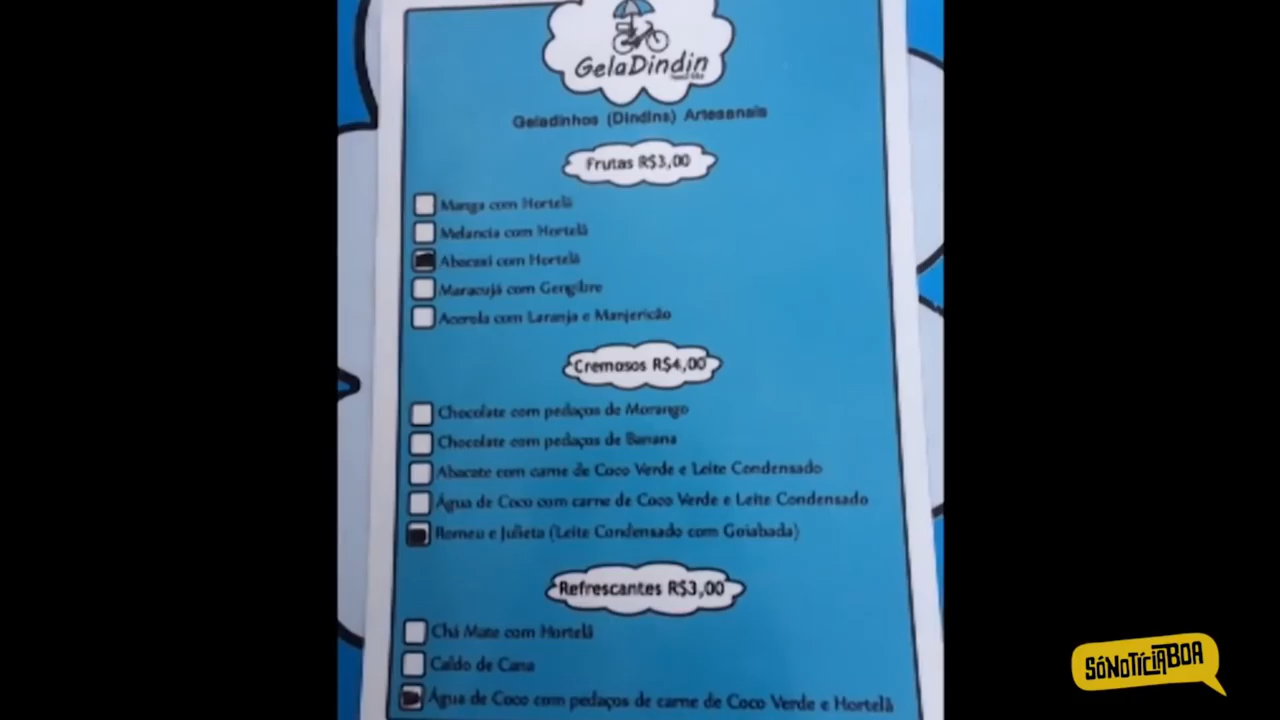 GelaDindin
Geladinhos (Dindins) Artesanais
Frutas R$3,00
Manga com Hortelã
Melancia com Hortelã
Abacaxi com Hortelã
Maracujá com Gengibre
Acerola com Laranja e Manjericão
Cremosos R$4,00
Chocolate com pedaços de Morango
Chocolate com pedaços de Banana
Abacate com carne de Coco Verde e Leite Condensado
Água de Coco com carne de Coco Verde e Leite Condensado
Romeu e Julieta (Leite Condensado com Goiabada)
Refrescantes R$3,00
Chá Mate com Hortelã
Caldo de Cana
Água de Coco com pedaços de carne de Coco Verde e Hortelã
SÓNOTÍCIABOA